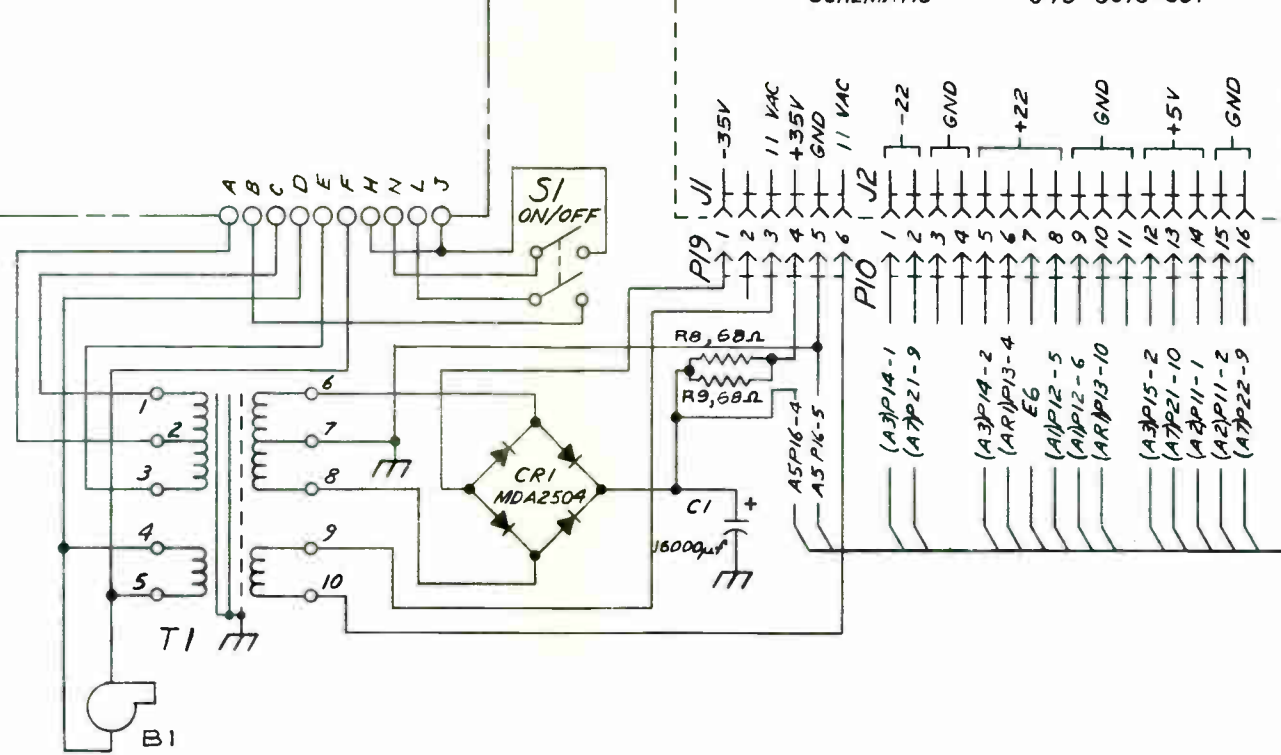 A B C D E F H N L J
S1
ON/OFF
J1
-35V
11 VAC
+35V
GND
11 VAC
J2
-22
GND
+22
GND
+5V
GND
P19
1 2 3 4 5 6
P10
1 2 3 4 5 6 7 8 9 10 11 12 13 14 15 16
R8, 68Ω
R9, 68Ω
A5P16-4
A5P16-5
(A3)P14-1
(A7)P21-9
(A3)P14-2
(AR1)P13-4
E6
(A1)P12-5
(A1)P12-6
(AR1)P13-10
(A3)P15-2
(A7)P21-10
(A2)P11-1
(A2)P11-2
(A7)P22-9
1
2
3
4
5
6
7
8
9
10
T1
CR1
MDA2504
C1
+
16000μf
B1